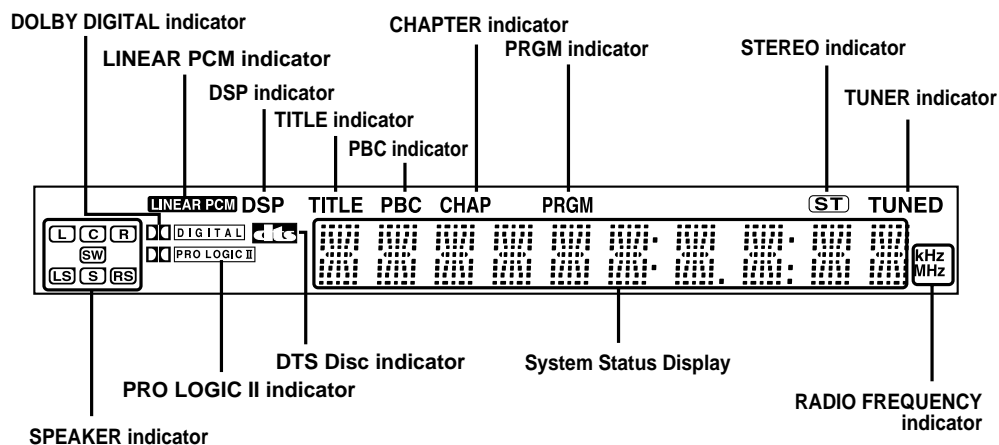 DOLBY DIGITAL indicator
CHAPTER indicator
LINEAR PCM indicator
PRGM indicator
STEREO indicator
DSP indicator
TUNER indicator
TITLE indicator
PBC indicator
LINEAR PCM DSP TITLE PBC CHAP PRGM ST TUNED
L C R DIGITAL dts
SW PRO LOGIC II
LS S RS
kHz
MHz
DTS Disc indicator
System Status Display
PRO LOGIC II indicator
RADIO FREQUENCY
indicator
SPEAKER indicator